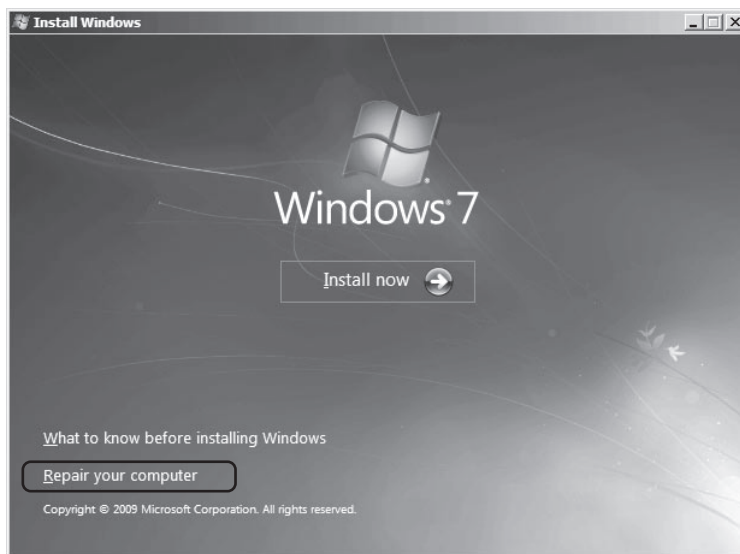 Install Windows
Windows® 7
Install now
What to know before installing Windows
Repair your computer
Copyright © 2009 Microsoft Corporation. All rights reserved.